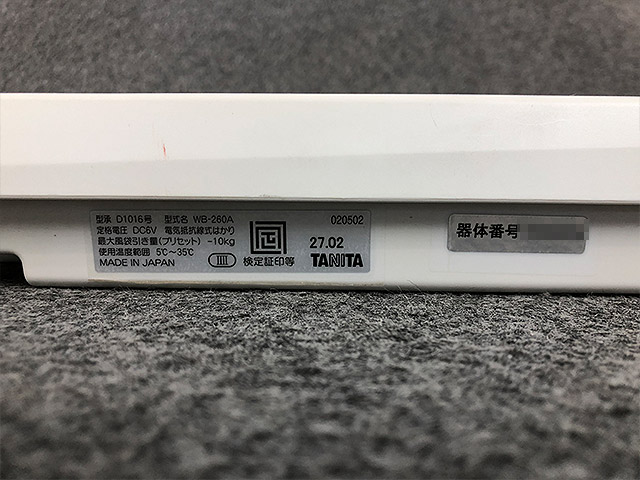 型承 D1016号 型式名 WB-260A 020502
定格電圧 DC6V 電気抵抗線式はかり
最大風袋引き量(プリセット) −10kg
使用温度範囲 5℃〜35℃
MADE IN JAPAN Ⅲ 検定証印等
27.02
TANITA
器体番号